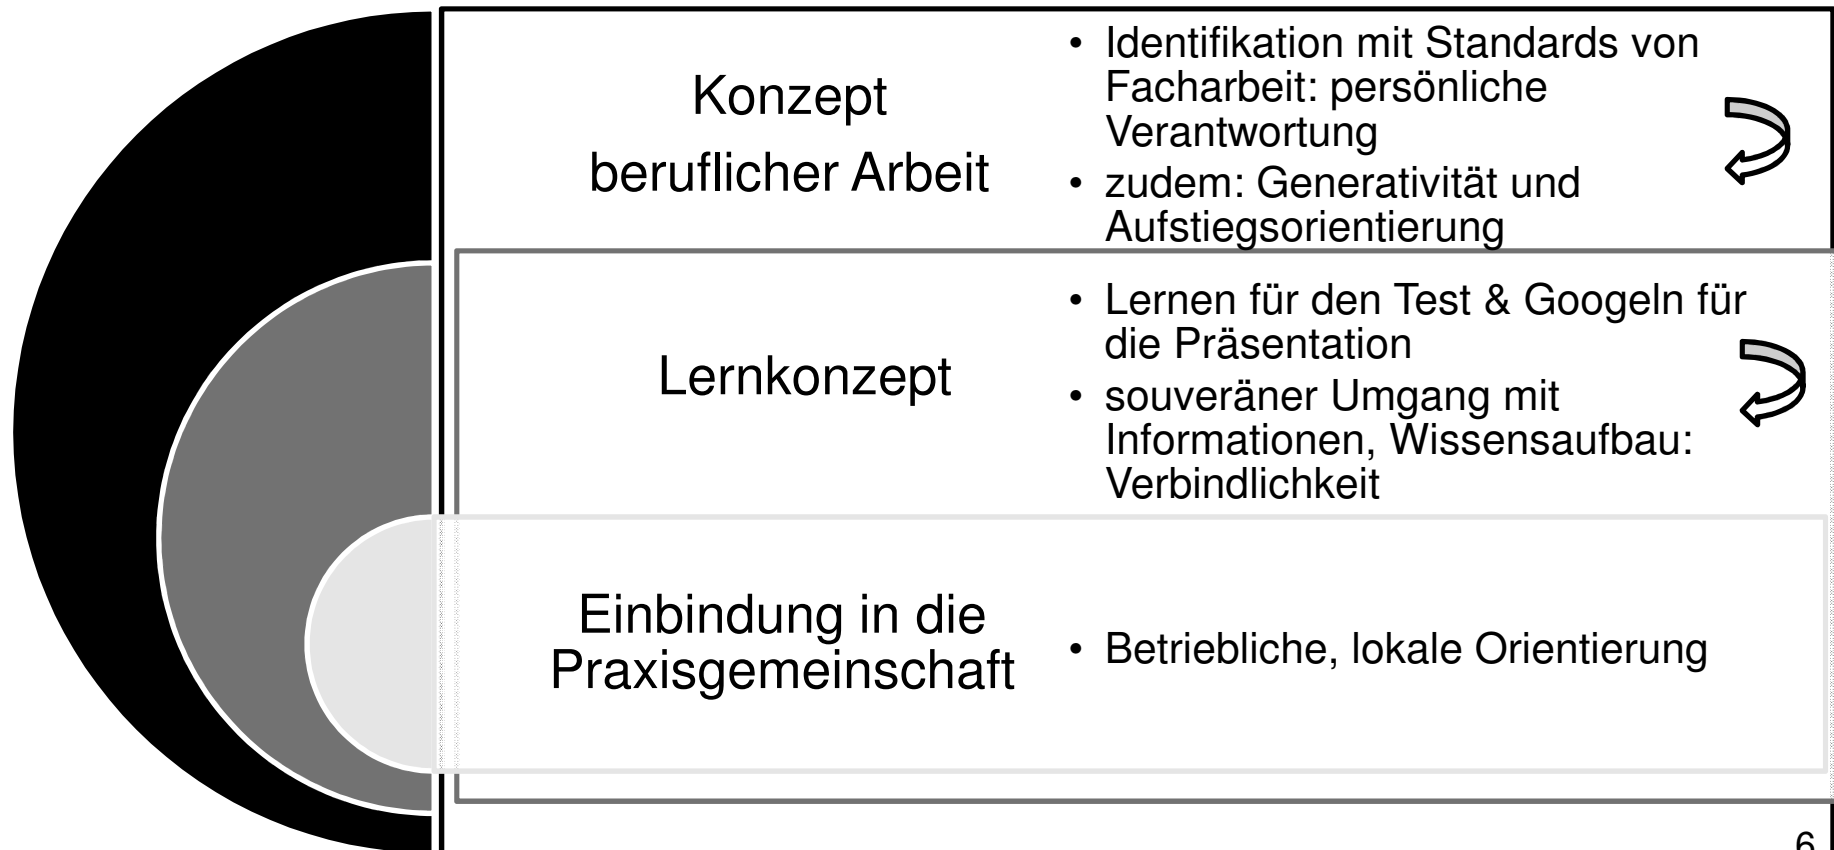 Konzept
beruflicher Arbeit
• Identifikation mit Standards von
Facharbeit: persönliche
Verantwortung
• zudem: Generativität und
Aufstiegsorientierung
Lernkonzept
• Lernen für den Test & Googeln für
die Präsentation
• souveräner Umgang mit
Informationen, Wissensaufbau:
Verbindlichkeit
Einbindung in die
Praxisgemeinschaft
• Betriebliche, lokale Orientierung
6